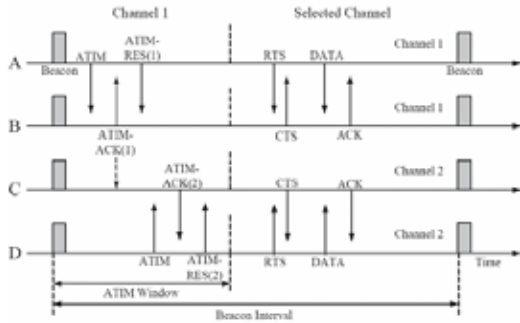 Channel 1
Selected Channel
ATIM-
RES(1)
ATIM
RTS
DATA
Channel 1
A
Beacon
Beacon
Channel 1
B
ATIM-
ACK(1)
CTS
ACK
ATIM-
ACK(2)
CTS
ACK
Channel 2
C
Channel 2
D
ATIM
ATIM-
RES(2)
RTS
DATA
Time
ATIM Window
Beacon Interval